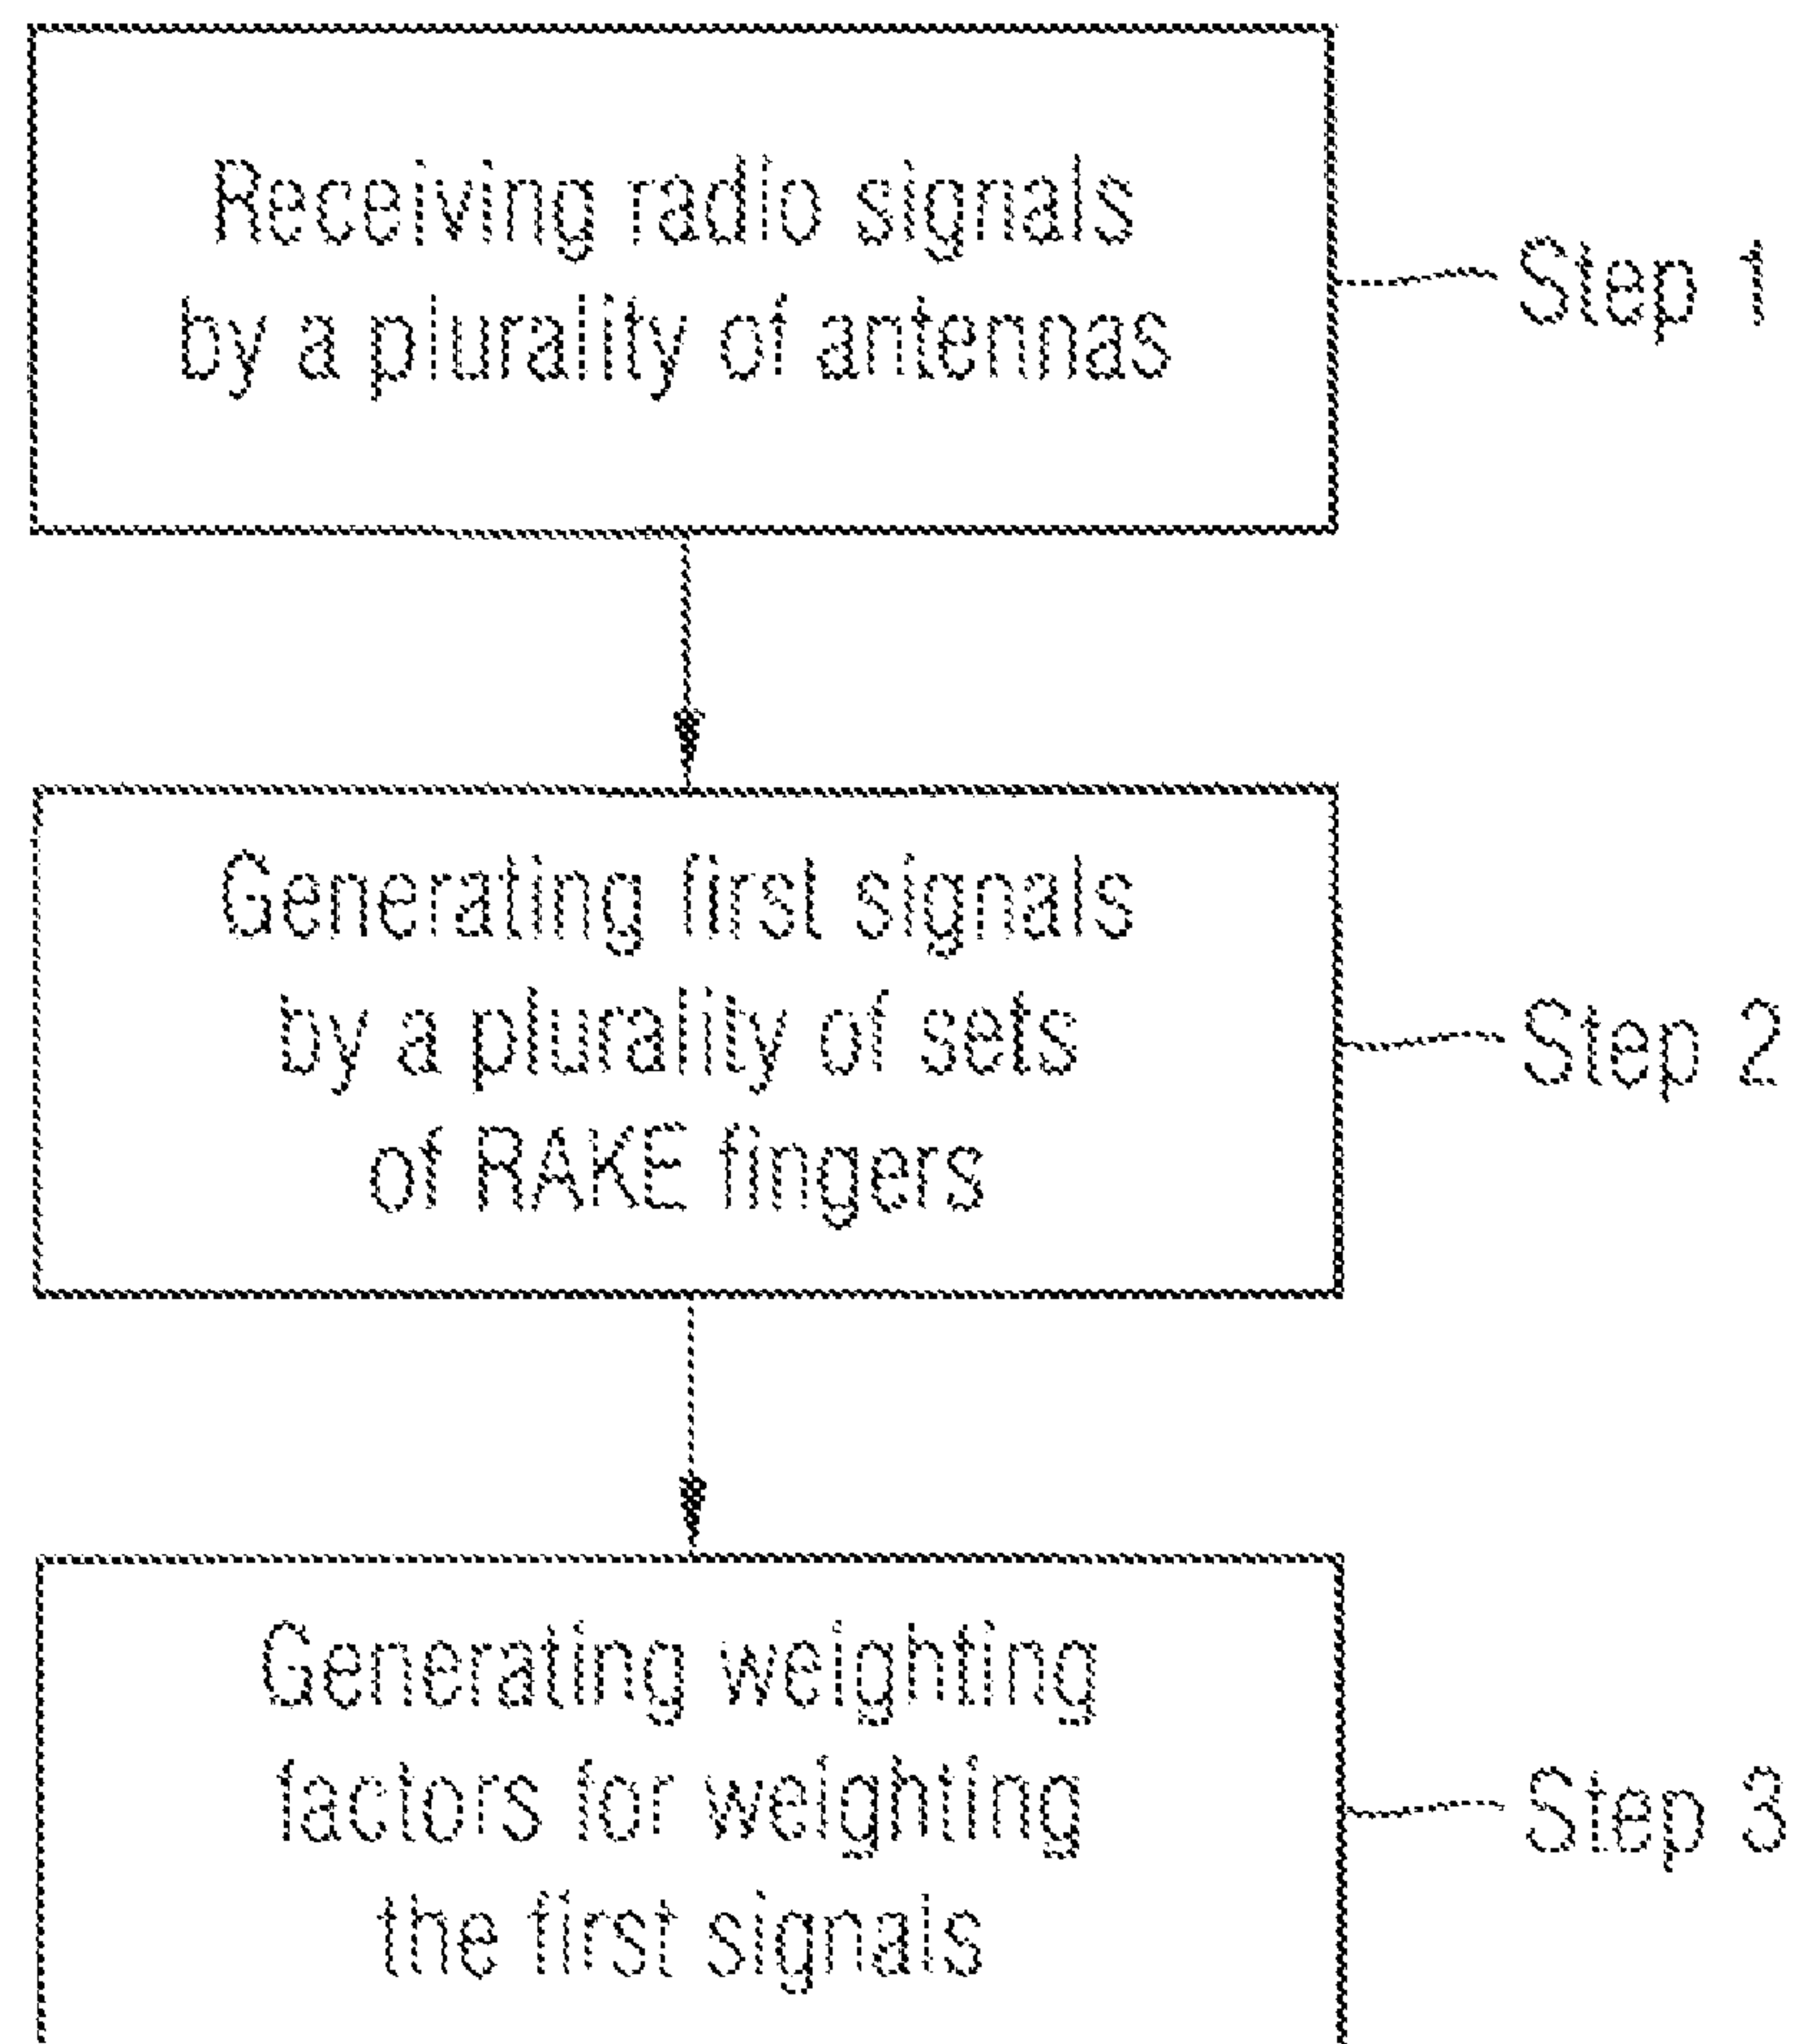 Receiving radio signals
by a plurality of antennas
Step 1
Generating first signals
by a plurality of sets
of RAKE fingers
Step 2
Generating weighting
factors for weighting
the first signals
Step 3